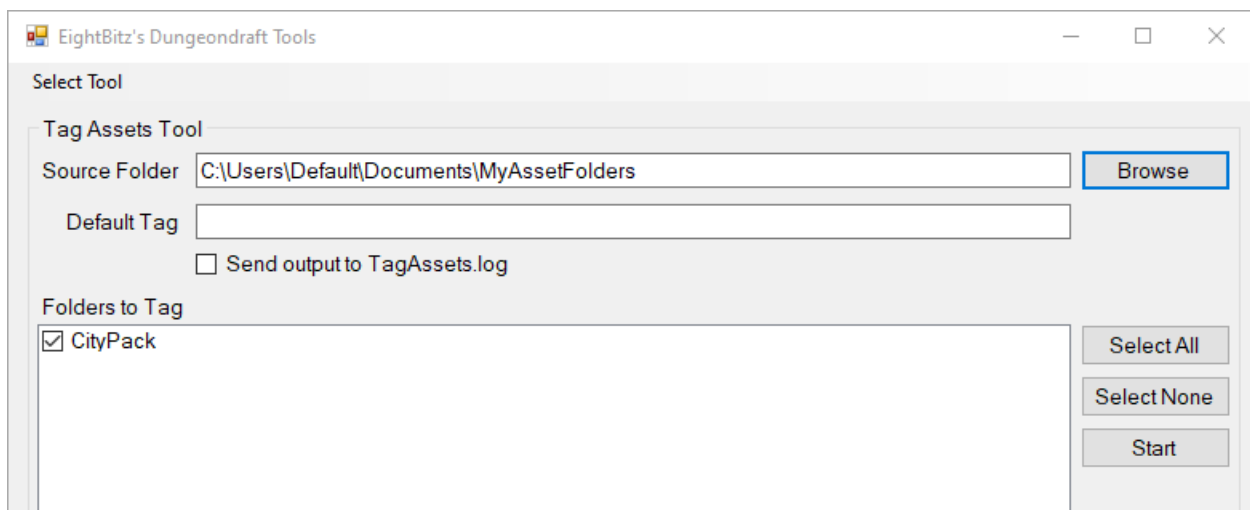 EightBitz's Dungeondraft Tools
Select Tool
Tag Assets Tool
Source Folder C:\Users\Default\Documents\MyAssetFolders Browse
Default Tag
Send output to TagAssets.log
Folders to Tag
CityPack
Select All
Select None
Start